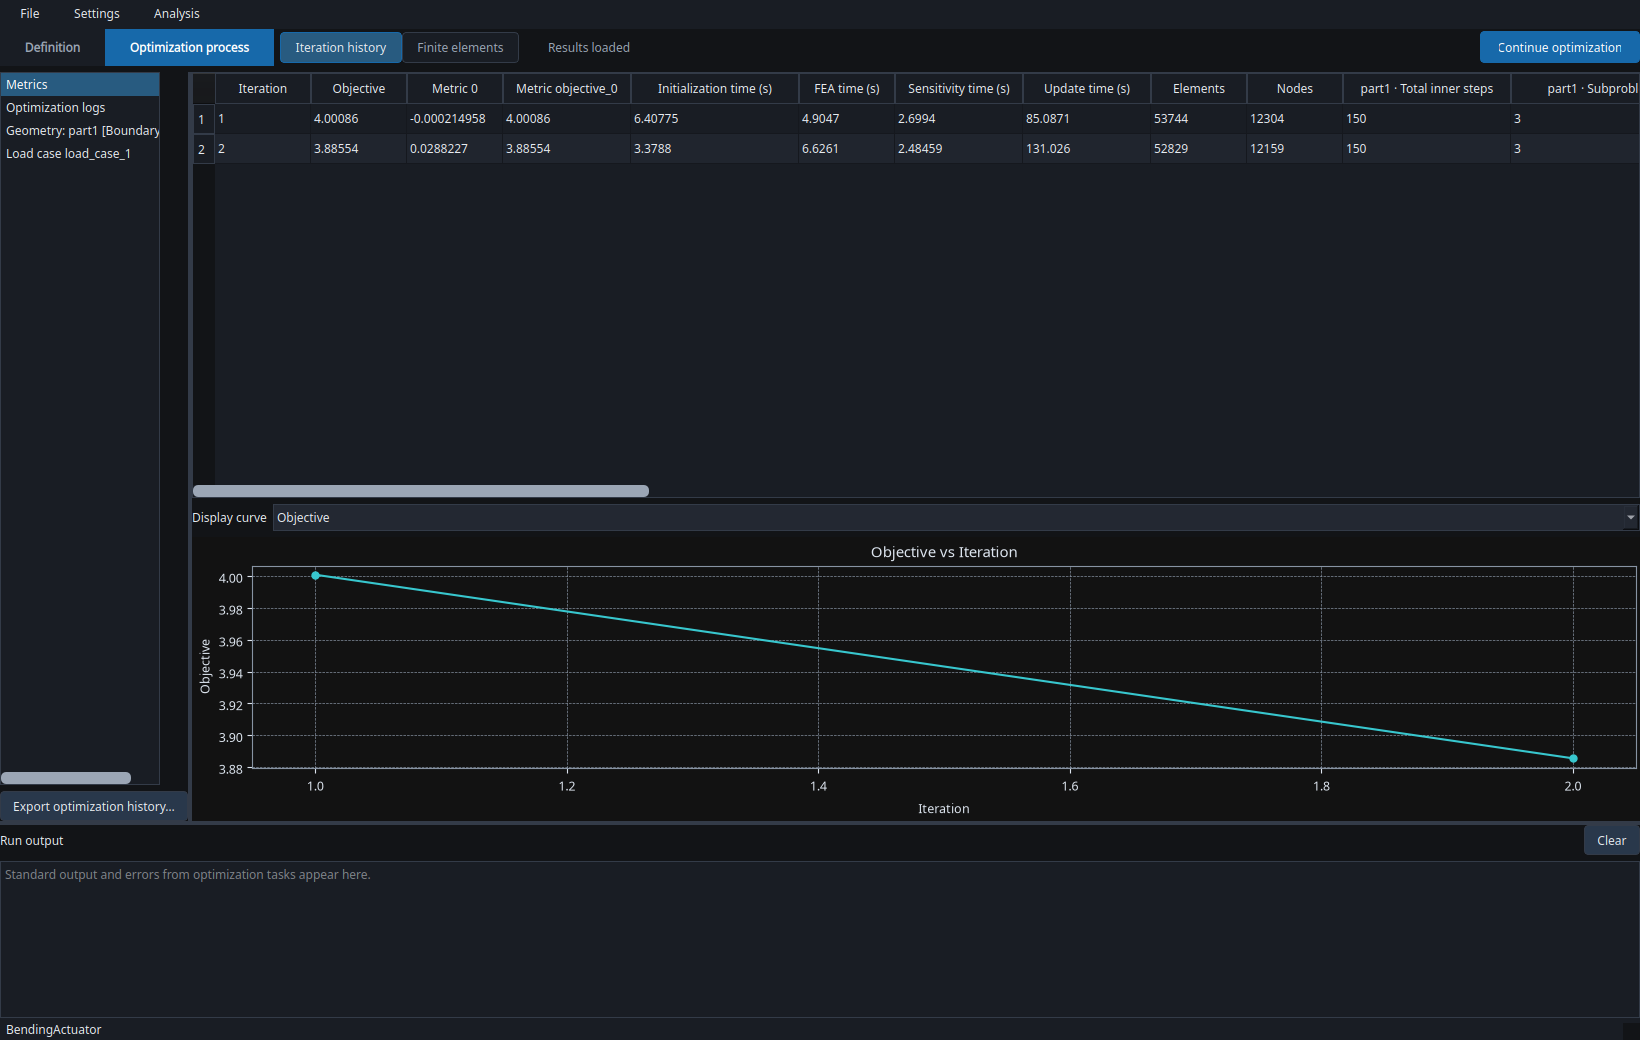 File Settings Analysis
Definition Optimization process Iteration history Finite elements Results loaded Continue optimization
Metrics
Optimization logs
Geometry: part1 [Boundary
Load case load_case_1
Export optimization history...
Iteration Objective Metric 0 Metric objective_0 Initialization time (s) FEA time (s) Sensitivity time (s) Update time (s) Elements Nodes part1 · Total inner steps part1 · Subprobl
1 1 4.00086 -0.000214958 4.00086 6.40775 4.9047 2.6994 85.0871 53744 12304 150 3
2 2 3.88554 0.0288227 3.88554 3.3788 6.6261 2.48459 131.026 52829 12159 150 3
Display curve Objective
Objective vs Iteration
Objective
4.00
3.98
3.96
3.94
3.92
3.90
3.88
1.0 1.2 1.4 1.6 1.8 2.0
Iteration
Run output Clear
Standard output and errors from optimization tasks appear here.
BendingActuator